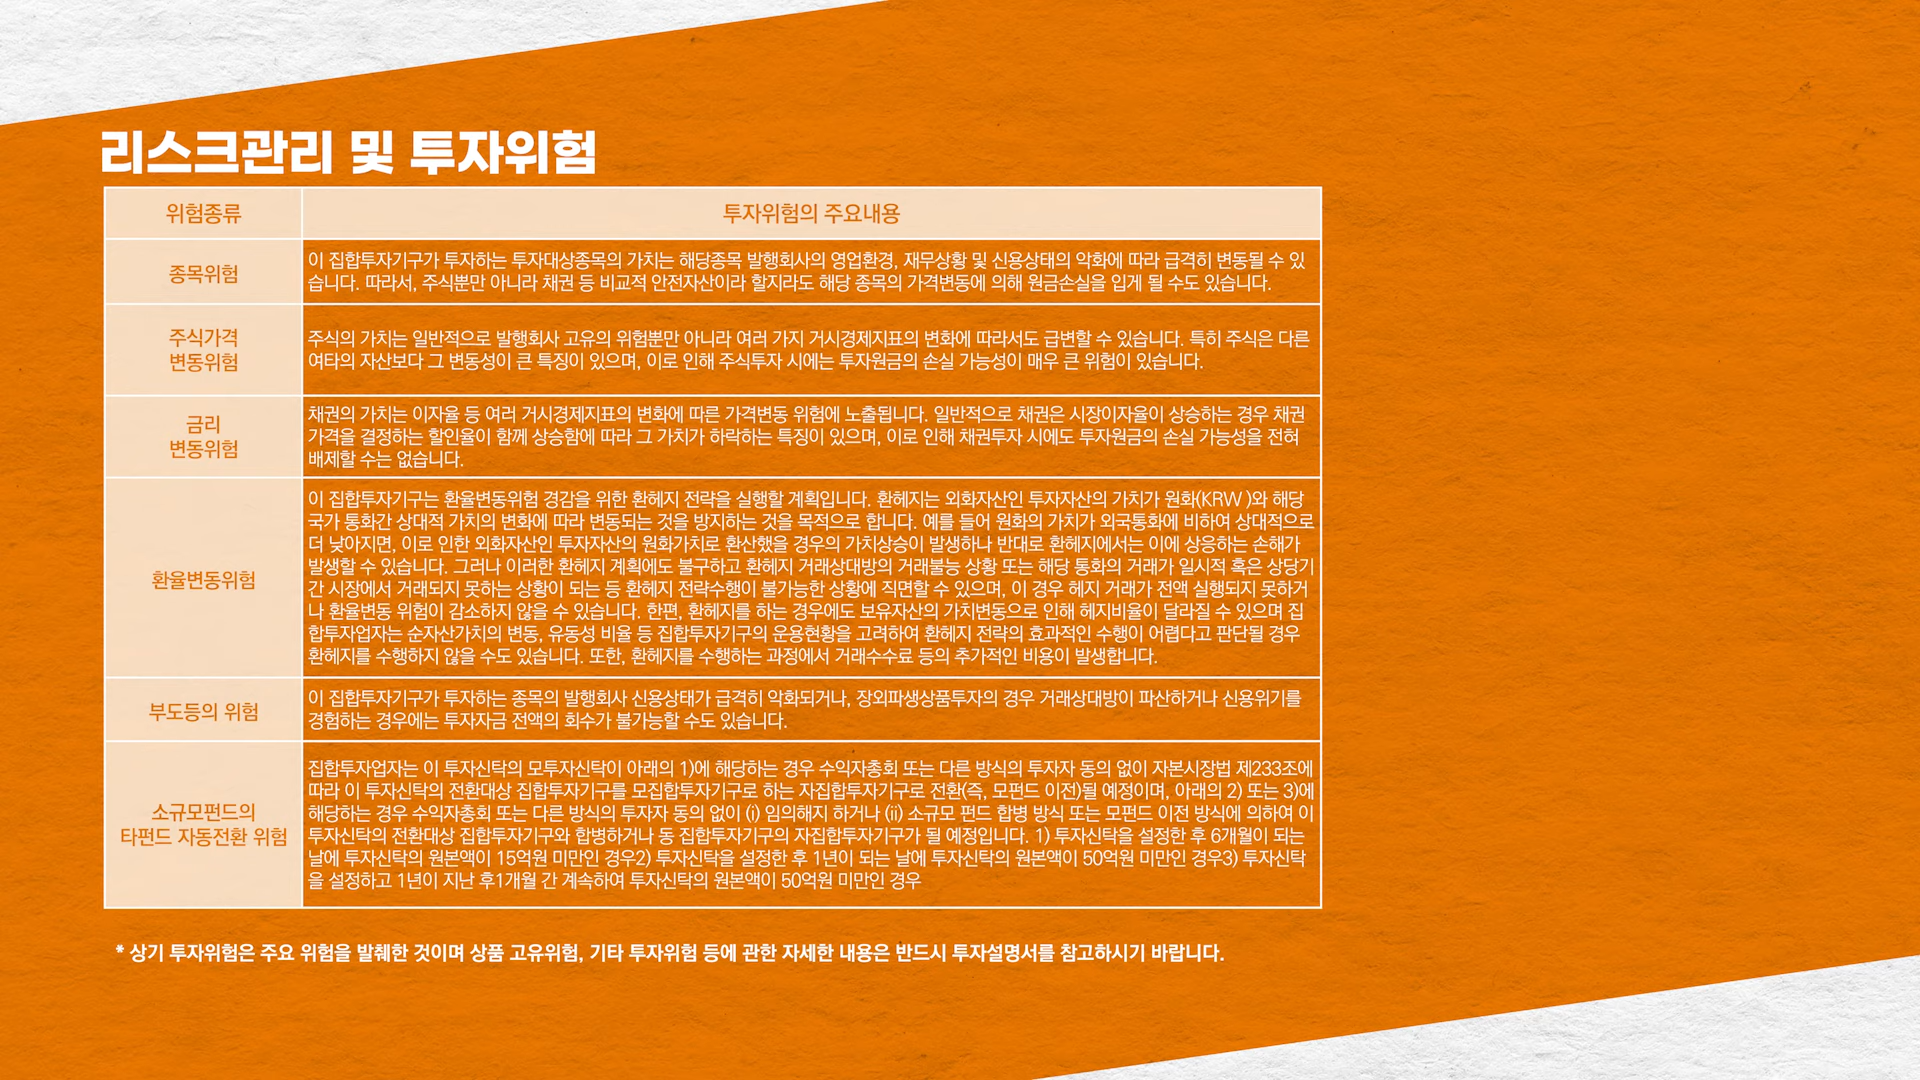 리스크관리 및 투자위험
위험종류
투자위험의 주요내용
종목위험
이 집합투자기구가 투자하는 투자대상종목의 가치는 해당종목 발행회사의 영업환경, 재무상황 및 신용상태의 악화에 따라 급격히 변동될 수 있
습니다. 따라서, 주식뿐만 아니라 채권 등 비교적 안전자산이라 할지라도 해당 종목의 가격변동에 의해 원금손실을 입게 될 수도 있습니다.
주식가격
변동위험
주식의 가치는 일반적으로 발행회사 고유의 위험뿐만 아니라 여러 가지 거시경제지표의 변화에 따라서도 급변할 수 있습니다. 특히 주식은 다른
여타의 자산보다 그 변동성이 큰 특징이 있으며, 이로 인해 주식투자 시에는 투자원금의 손실 가능성이 매우 큰 위험이 있습니다.
금리
변동위험
채권의 가치는 이자율 등 여러 거시경제지표의 변화에 따른 가격변동 위험에 노출됩니다. 일반적으로 채권은 시장이자율이 상승하는 경우 채권
가격을 결정하는 할인율이 함께 상승함에 따라 그 가치가 하락하는 특징이 있으며, 이로 인해 채권투자 시에도 투자원금의 손실 가능성을 전혀
배제할 수는 없습니다.
환율변동위험
이 집합투자기구는 환율변동위험 경감을 위한 환헤지 전략을 실행할 계획입니다. 환헤지는 외화자산인 투자자산의 가치가 원화(KRW )와 해당
국가 통화간 상대적 가치의 변화에 따라 변동되는 것을 방지하는 것을 목적으로 합니다. 예를 들어 원화의 가치가 외국통화에 비하여 상대적으로
더 낮아지면, 이로 인한 외화자산인 투자자산의 원화가치로 환산했을 경우의 가치상승이 발생하나 반대로 환헤지에서는 이에 상응하는 손해가
발생할 수 있습니다. 그러나 이러한 환헤지 계획에도 불구하고 환헤지 거래상대방의 거래불능 상황 또는 해당 통화의 거래가 일시적 혹은 상당기
간 시장에서 거래되지 못하는 상황이 되는 등 환헤지 전략수행이 불가능한 상황에 직면할 수 있으며, 이 경우 헤지 거래가 전액 실행되지 못하거
나 환율변동 위험이 감소하지 않을 수 있습니다. 한편, 환헤지를 하는 경우에도 보유자산의 가치변동으로 인해 헤지비율이 달라질 수 있으며 집
합투자업자는 순자산가치의 변동, 유동성 비율 등 집합투자기구의 운용현황을 고려하여 환헤지 전략의 효과적인 수행이 어렵다고 판단될 경우
환헤지를 수행하지 않을 수도 있습니다. 또한, 환헤지를 수행하는 과정에서 거래수수료 등의 추가적인 비용이 발생합니다.
부도등의 위험
이 집합투자기구가 투자하는 종목의 발행회사 신용상태가 급격히 악화되거나, 장외파생상품투자의 경우 거래상대방이 파산하거나 신용위기를
경험하는 경우에는 투자자금 전액의 회수가 불가능할 수도 있습니다.
소규모펀드의
타펀드 자동전환 위험
집합투자업자는 이 투자신탁의 모투자신탁이 아래의 1)에 해당하는 경우 수익자총회 또는 다른 방식의 투자자 동의 없이 자본시장법 제233조에
따라 이 투자신탁의 전환대상 집합투자기구를 모집합투자기구로 하는 자집합투자기구로 전환(즉, 모펀드 이전)될 예정이며, 아래의 2) 또는 3)에
해당하는 경우 수익자총회 또는 다른 방식의 투자자 동의 없이 (i) 임의해지 하거나 (ii) 소규모 펀드 합병 방식 또는 모펀드 이전 방식에 의하여 이
투자신탁의 전환대상 집합투자기구와 합병하거나 동 집합투자기구의 자집합투자기구가 될 예정입니다. 1) 투자신탁을 설정한 후 6개월이 되는
날에 투자신탁의 원본액이 15억원 미만인 경우2) 투자신탁을 설정한 후 1년이 되는 날에 투자신탁의 원본액이 50억원 미만인 경우3) 투자신탁
을 설정하고 1년이 지난 후1개월 간 계속하여 투자신탁의 원본액이 50억원 미만인 경우
* 상기 투자위험은 주요 위험을 발췌한 것이며 상품 고유위험, 기타 투자위험 등에 관한 자세한 내용은 반드시 투자설명서를 참고하시기 바랍니다.